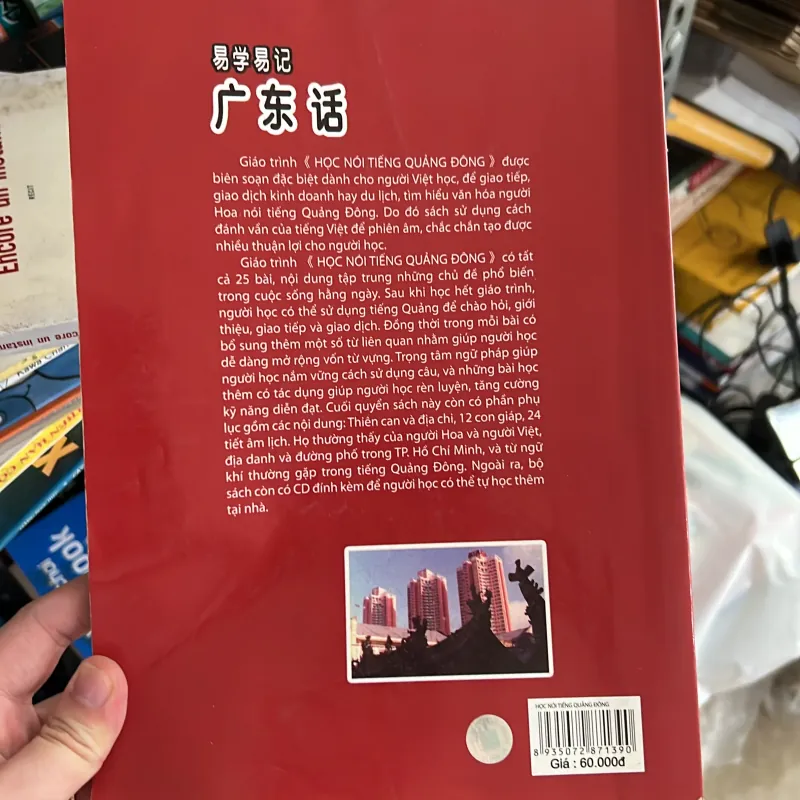 易学易记
广东话
Giáo trình《 HỌC NÓI TIẾNG QUẢNG ĐÔNG 》được
biên soạn đặc biệt dành cho người Việt học, để giao tiếp,
giao dịch kinh doanh hay du lịch, tìm hiểu văn hóa người
Hoa nói tiếng Quảng Đông. Do đó sách sử dụng cách
đánh vần của tiếng Việt để phiên âm, chắc chắn tạo được
nhiều thuận lợi cho người học.
Giáo trình 《 HỌC NÓI TIẾNG QUẢNG ĐÔNG 》có tất
cả 25 bài, nội dung tập trung những chủ đề phổ biến
trong cuộc sống hằng ngày. Sau khi học hết giáo trình,
người học có thể sử dụng tiếng Quảng để chào hỏi, giới
thiệu, giao tiếp và giao dịch. Đồng thời trong mỗi bài có
bổ sung thêm một số từ liên quan nhằm giúp người học
dễ dàng mở rộng vốn từ vựng. Trọng tâm ngữ pháp giúp
người học nắm vững cách sử dụng câu, và những bài học
thêm có tác dụng giúp người học rèn luyện, tăng cường
kỹ năng diễn đạt. Cuối quyển sách này còn có phần phụ
lục gồm các nội dung: Thiên can và địa chi, 12 con giáp, 24
tiết âm lịch. Họ thường thấy của người Hoa và người Việt,
địa danh và đường phố trong TP. Hồ Chí Minh, và từ ngữ
khí thường gặp trong tiếng Quảng Đông. Ngoài ra, bộ
sách còn có CD đính kèm để người học có thể tự học thêm
tại nhà.
HỌC NÓI TIẾNG QUẢNG ĐÔNG
8 935072 871390
Giá : 60.000đ
Encore un instant
RÉCIT
core un instan